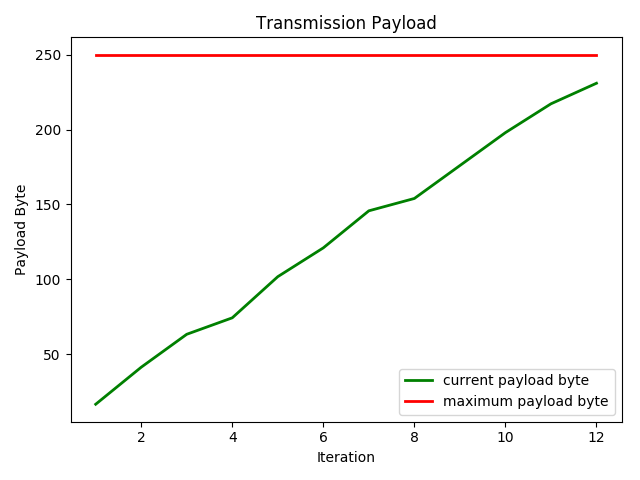 Transmission Payload
250
200
150
100
50
Payload Byte
current payload byte
maximum payload byte
2 4 6 8 10 12
Iteration